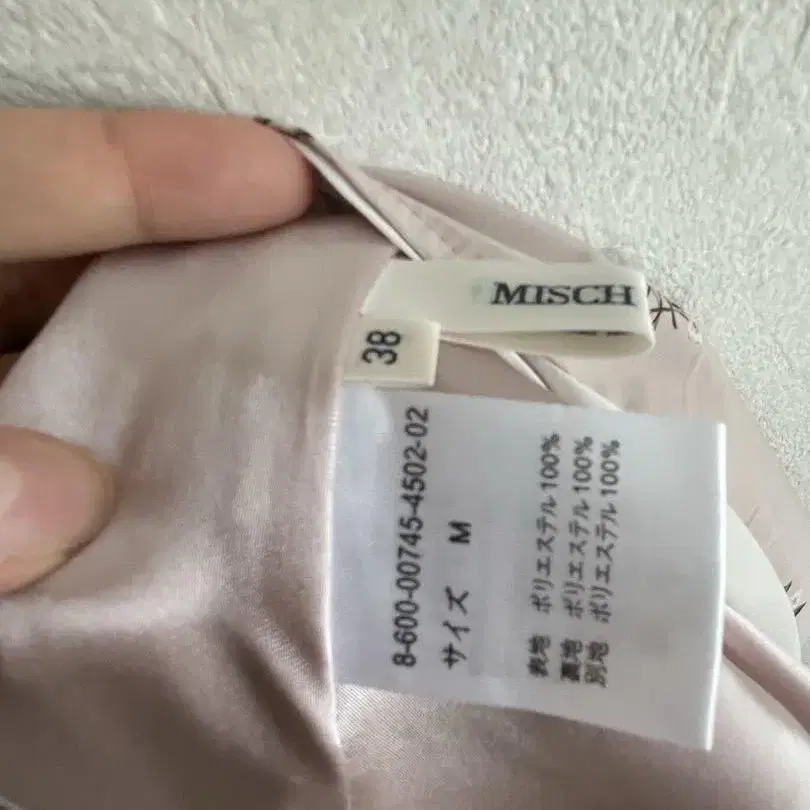 MISCH
38
8-600-00745-4502-02
サイズ M
表地 ポリエステル 100%
裏地 ポリエステル 100%
別地 ポリエステル 100%